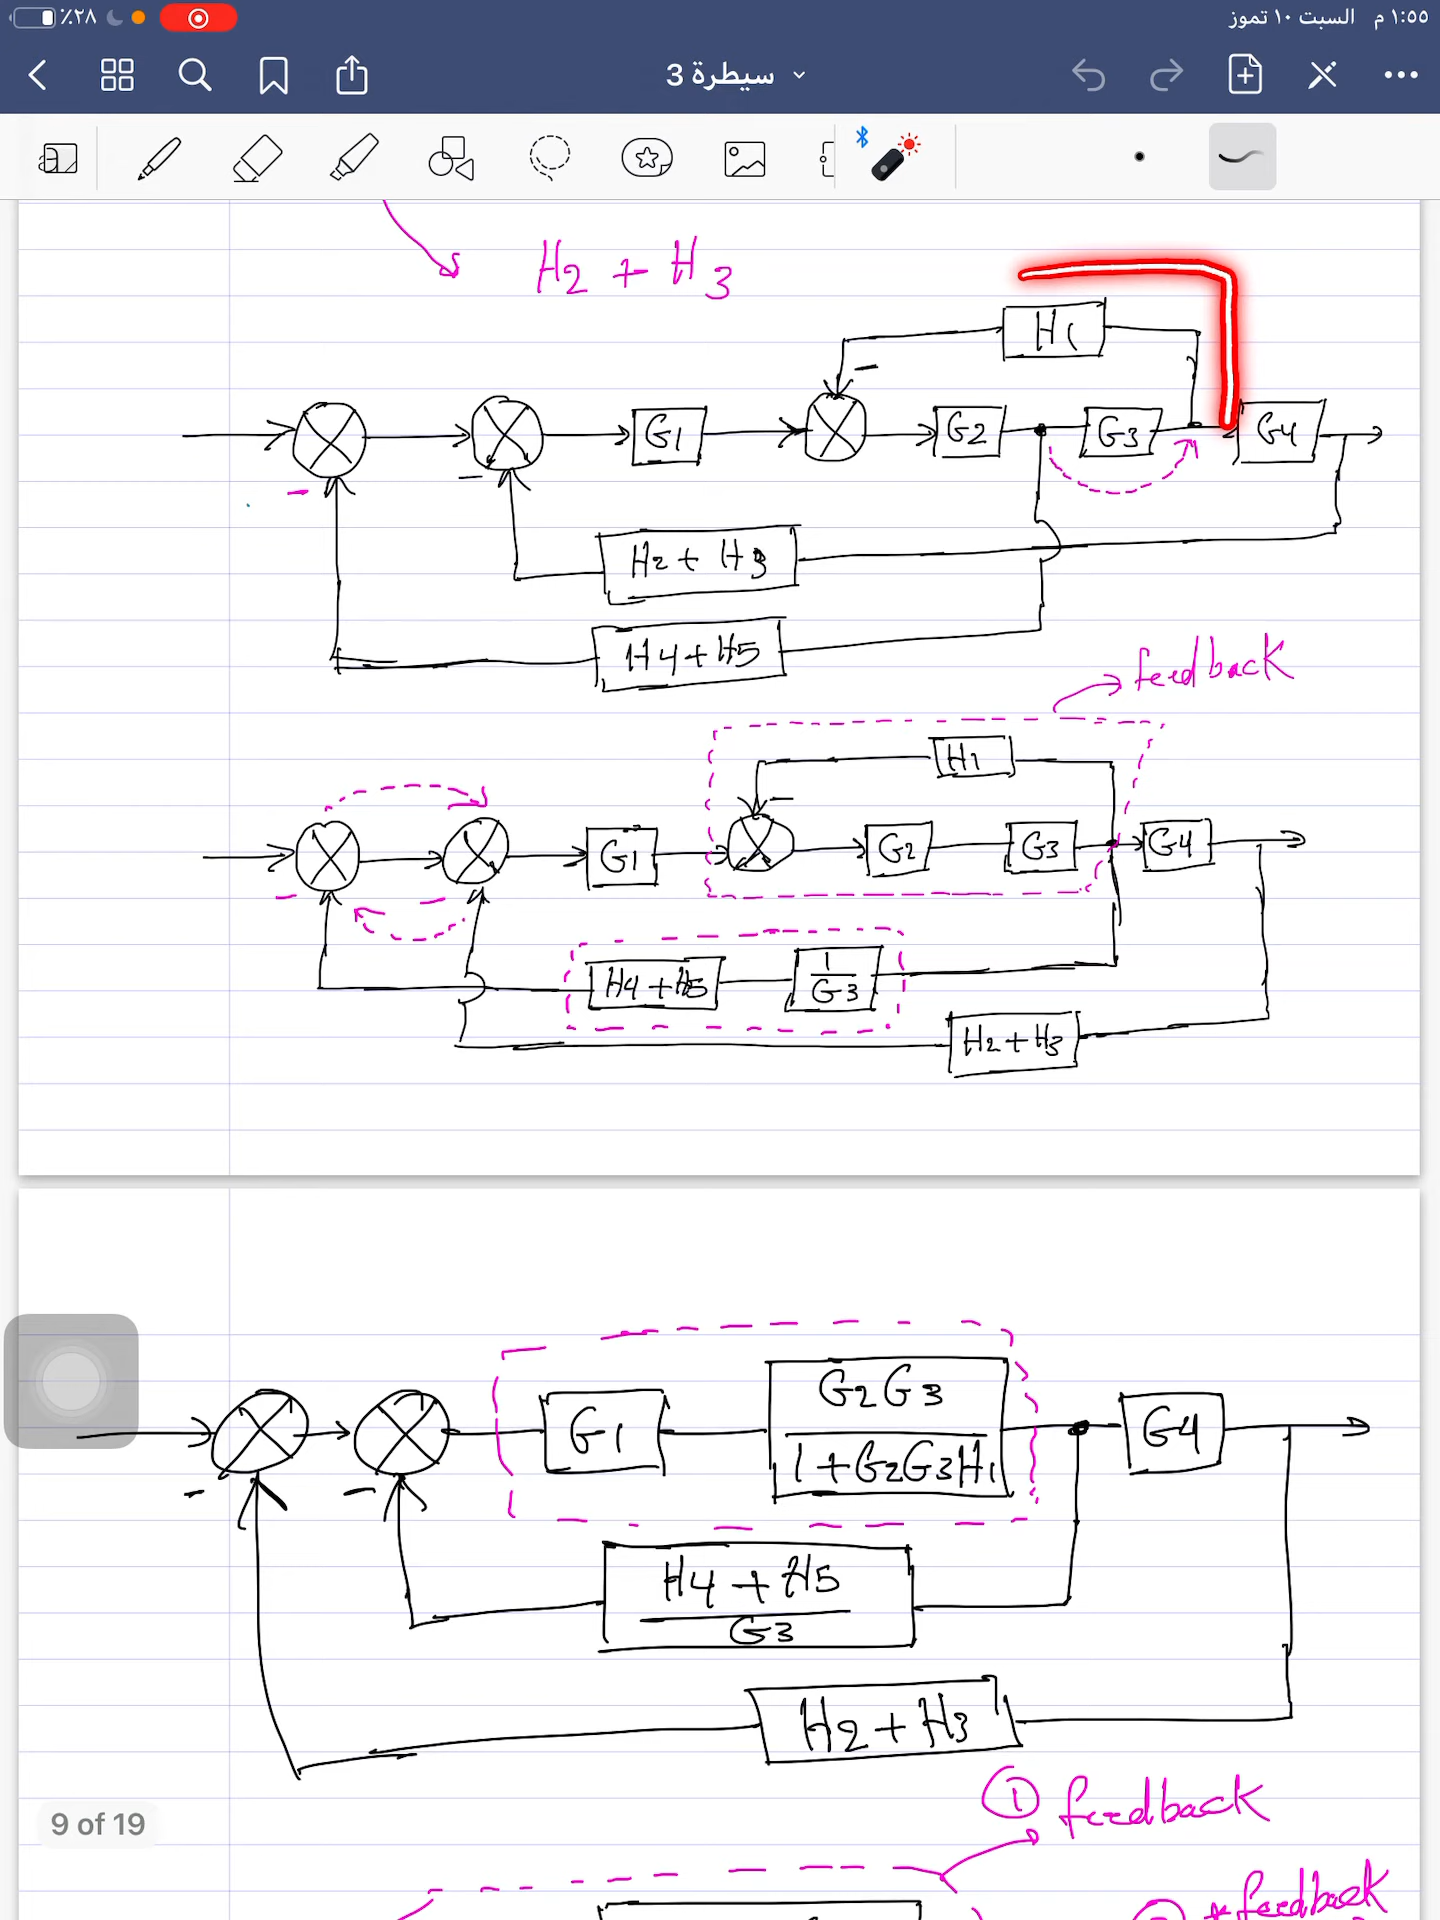 ٪٢٨
١:٥٥ م السبت ١٠ تموز
سيطرة 3
H2 + H3
H1
-
G1 G2 G3 G4
-
-
H2 + H3
H4 + H5
feedback
H1
-
G1 G2 G3 G4
- -
H4 + H5 1/G3
H2 + H3
G1 G2G3 / 1 + G2G3H1 G4
- -
H4 + H5 / G3
H2 + H3
① feedback
9 of 19
* feedback